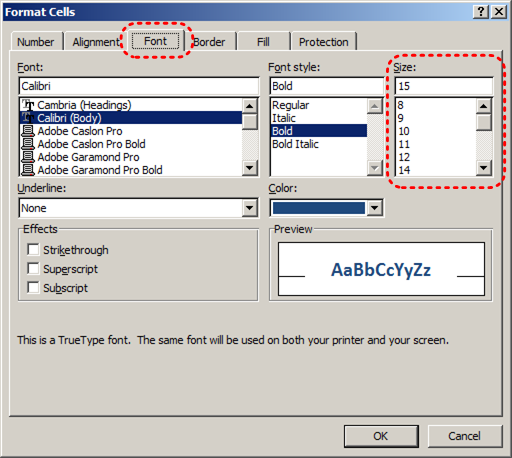 Format Cells
Number Alignment Font Border Fill Protection
Font: Font style: Size:
Calibri Bold 15
Cambria (Headings) Regular 8
Calibri (Body) Italic 9
Adobe Caslon Pro Bold 10
Adobe Caslon Pro Bold Bold Italic 11
Adobe Garamond Pro 12
Adobe Garamond Pro Bold 14
Underline: Color:
None
Effects Preview
Strikethrough
Superscript AaBbCcYyZz
Subscript
This is a TrueType font. The same font will be used on both your printer and your screen.
OK Cancel